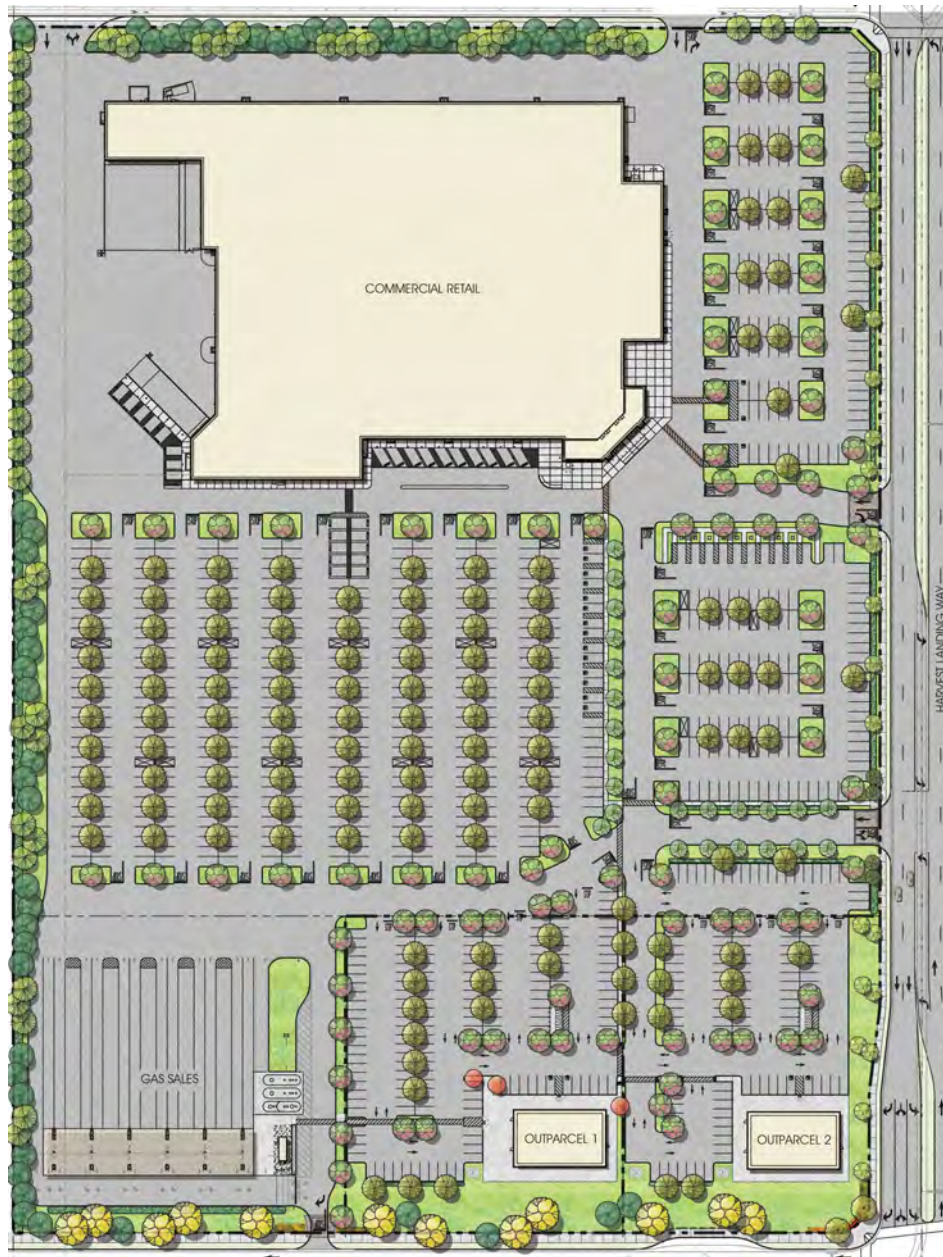 COMMERCIAL RETAIL
HARVEST LANDING WAY
GAS SALES
OUTPARCEL 1
OUTPARCEL 2